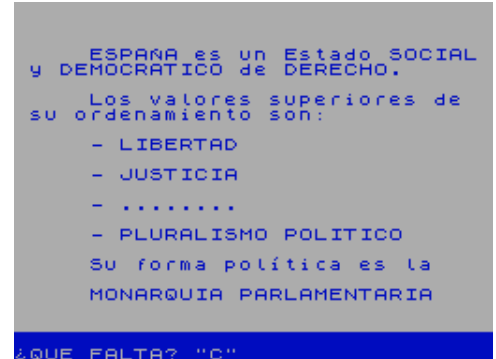 ESPAÑA es un Estado SOCIAL
y DEMOCRATICO de DERECHO.
Los valores superiores de
su ordenamiento son:
- LIBERTAD
- JUSTICIA
- ........
- PLURALISMO POLITICO
Su forma política es la
MONARQUIA PARLAMENTARIA
¿QUE FALTA? "C"